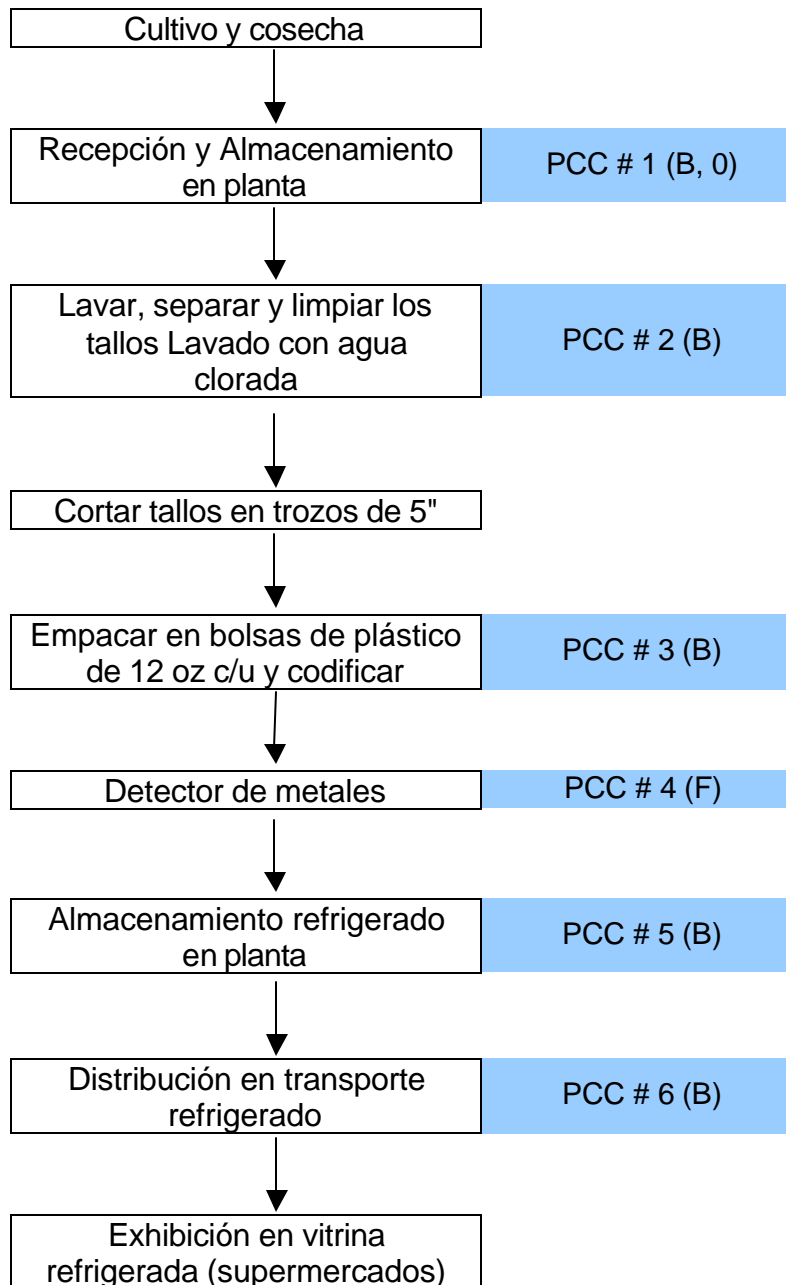 Cultivo y cosecha
Recepción y Almacenamiento
en planta
PCC # 1 (B, 0)
Lavar, separar y limpiar los
tallos Lavado con agua
clorada
PCC # 2 (B)
Cortar tallos en trozos de 5"
Empacar en bolsas de plástico
de 12 oz c/u y codificar
PCC # 3 (B)
Detector de metales
PCC # 4 (F)
Almacenamiento refrigerado
en planta
PCC # 5 (B)
Distribución en transporte
refrigerado
PCC # 6 (B)
Exhibición en vitrina
refrigerada (supermercados)